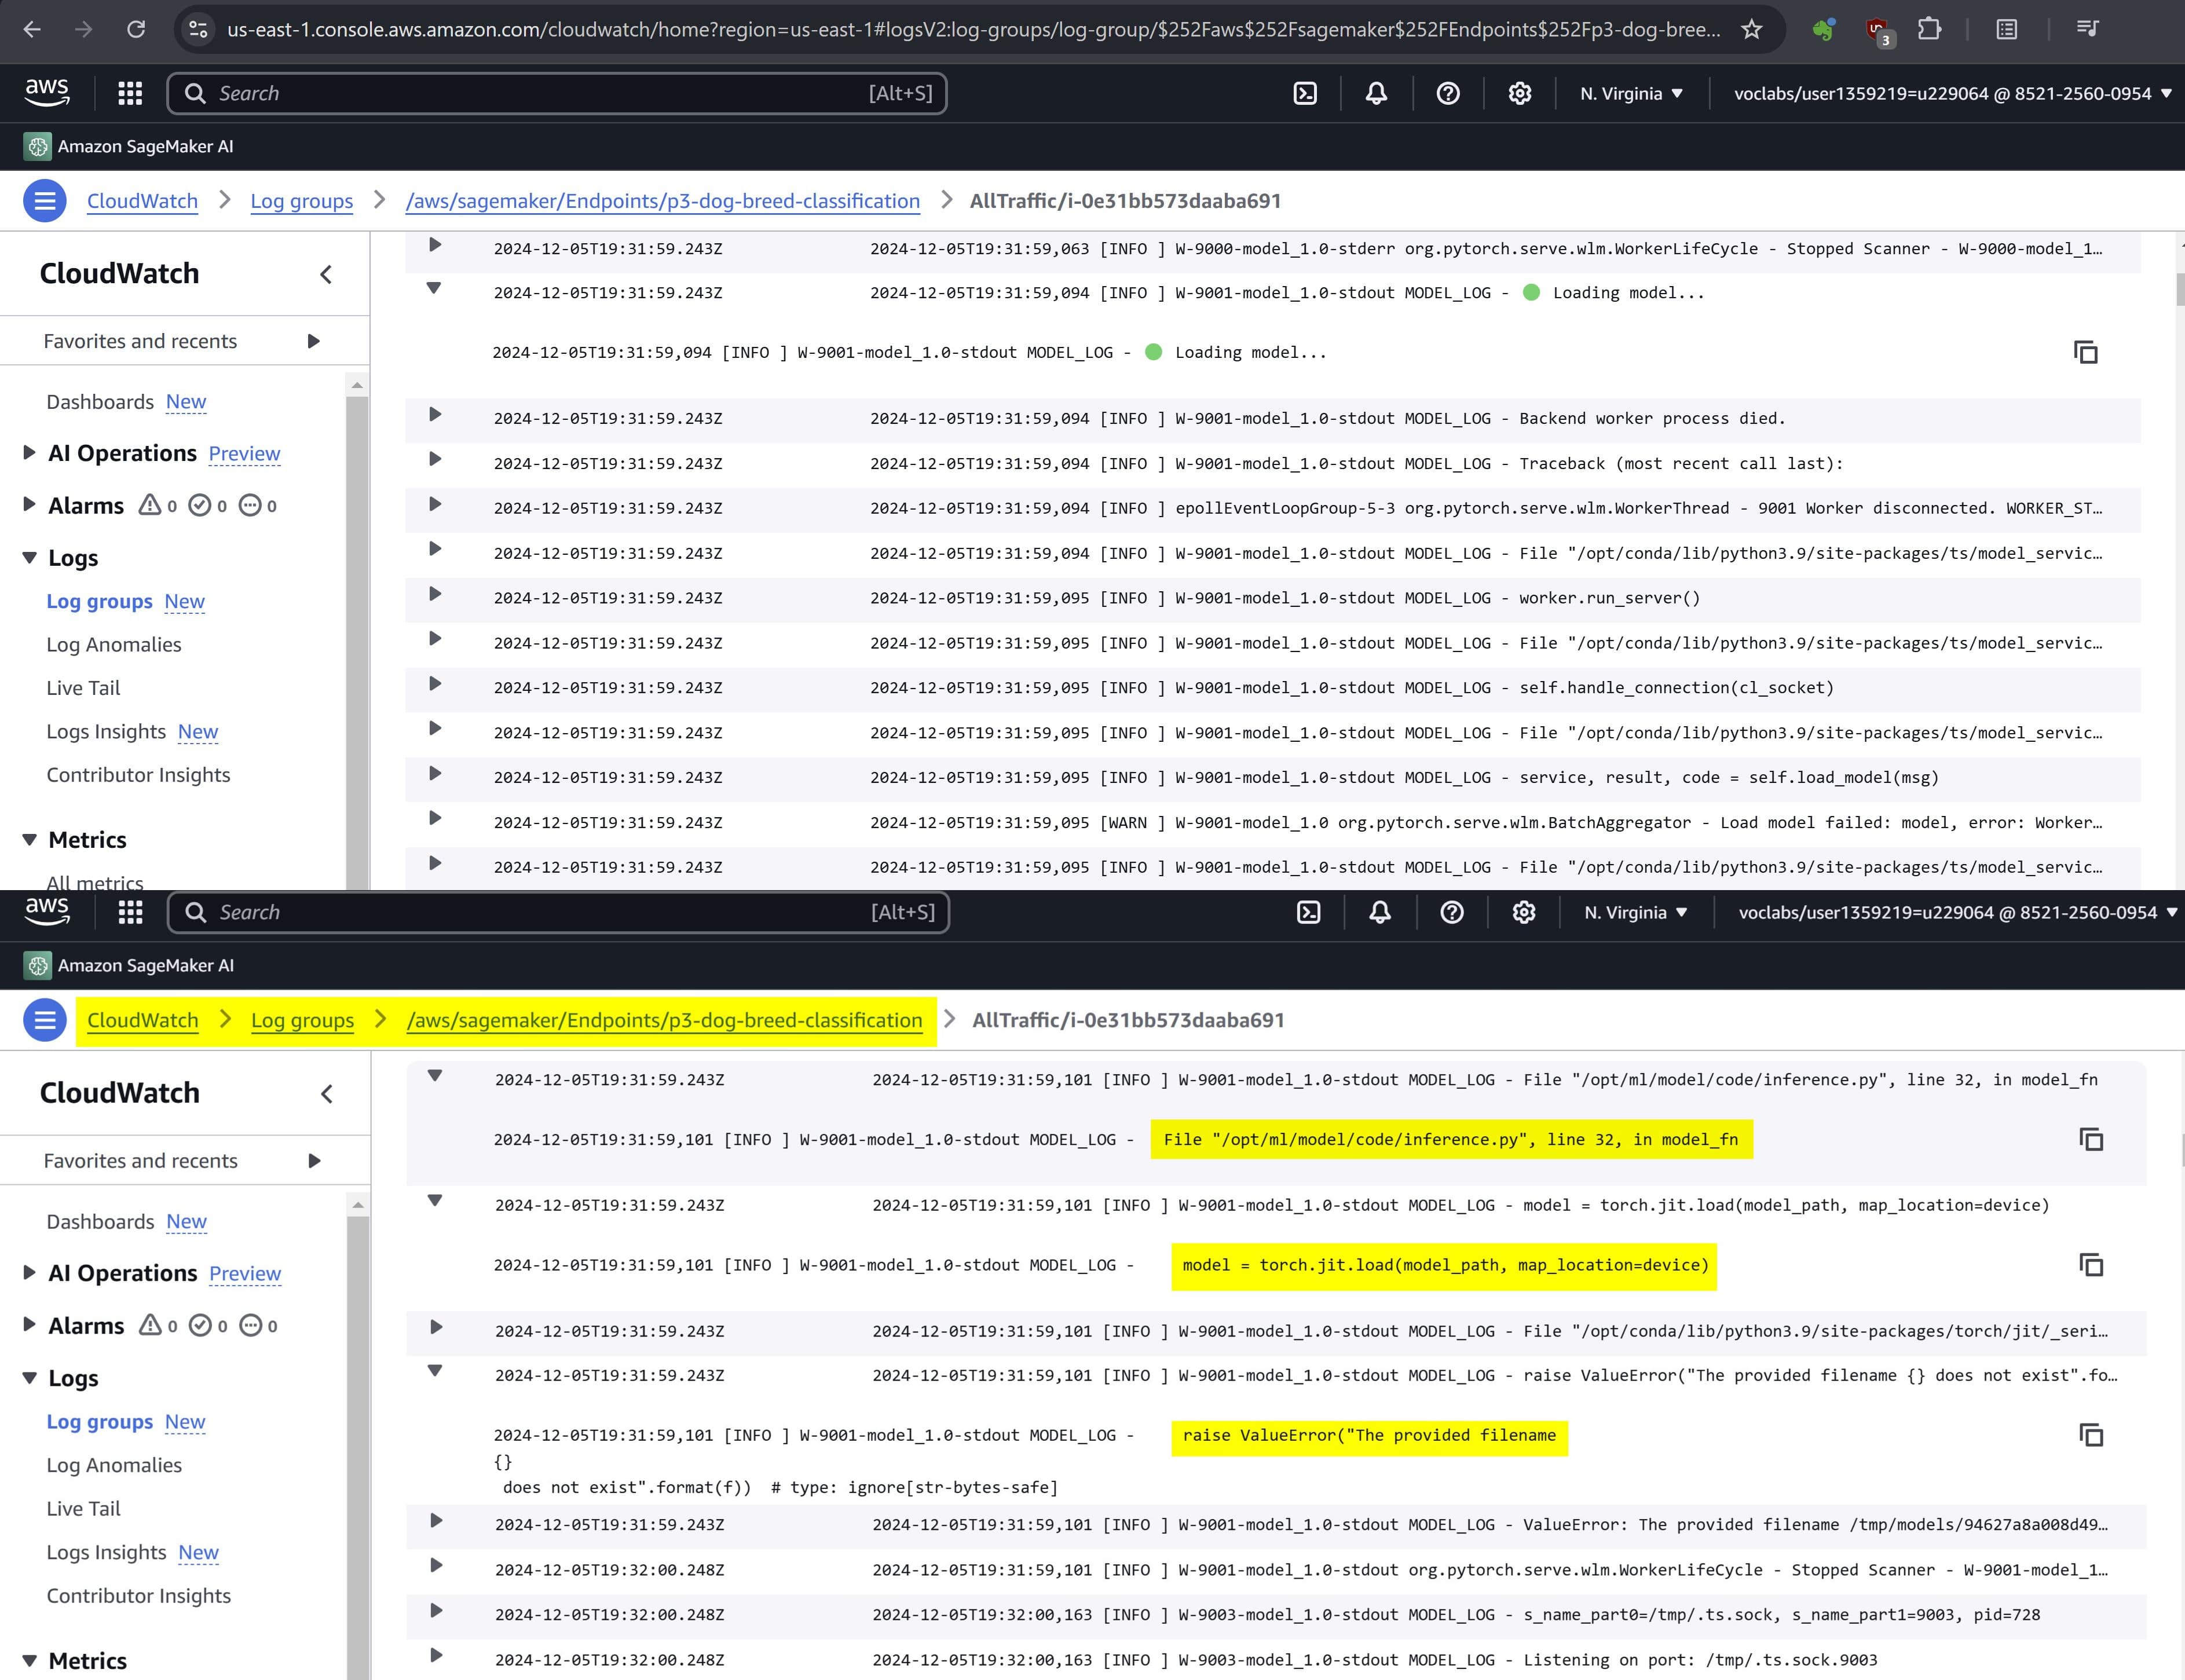 us-east-1.console.aws.amazon.com/cloudwatch/home?region=us-east-1#logsV2:log-groups/log-group/$252Faws$252Fsagemaker$252FEndpoints$252Fp3-dog-bree...
3
aws
Search [Alt+S]
N. Virginia
voclabs/user1359219=u229064 @ 8521-2560-0954
Amazon SageMaker AI
CloudWatch > Log groups > /aws/sagemaker/Endpoints/p3-dog-breed-classification > AllTraffic/i-0e31bb573daaba691
CloudWatch
Favorites and recents
Dashboards New
AI Operations Preview
Alarms 0 0 0
Logs
Log groups New
Log Anomalies
Live Tail
Logs Insights New
Contributor Insights
Metrics
All metrics
2024-12-05T19:31:59.243Z 2024-12-05T19:31:59,063 [INFO ] W-9000-model_1.0-stderr org.pytorch.serve.wlm.WorkerLifeCycle - Stopped Scanner - W-9000-model_1...
2024-12-05T19:31:59.243Z 2024-12-05T19:31:59,094 [INFO ] W-9001-model_1.0-stdout MODEL_LOG - 🟢 Loading model...
2024-12-05T19:31:59,094 [INFO ] W-9001-model_1.0-stdout MODEL_LOG - 🟢 Loading model...
2024-12-05T19:31:59.243Z 2024-12-05T19:31:59,094 [INFO ] W-9001-model_1.0-stdout MODEL_LOG - Backend worker process died.
2024-12-05T19:31:59.243Z 2024-12-05T19:31:59,094 [INFO ] W-9001-model_1.0-stdout MODEL_LOG - Traceback (most recent call last):
2024-12-05T19:31:59.243Z 2024-12-05T19:31:59,094 [INFO ] epollEventLoopGroup-5-3 org.pytorch.serve.wlm.WorkerThread - 9001 Worker disconnected. WORKER_ST...
2024-12-05T19:31:59.243Z 2024-12-05T19:31:59,094 [INFO ] W-9001-model_1.0-stdout MODEL_LOG - File "/opt/conda/lib/python3.9/site-packages/ts/model_servic...
2024-12-05T19:31:59.243Z 2024-12-05T19:31:59,095 [INFO ] W-9001-model_1.0-stdout MODEL_LOG - worker.run_server()
2024-12-05T19:31:59.243Z 2024-12-05T19:31:59,095 [INFO ] W-9001-model_1.0-stdout MODEL_LOG - File "/opt/conda/lib/python3.9/site-packages/ts/model_servic...
2024-12-05T19:31:59.243Z 2024-12-05T19:31:59,095 [INFO ] W-9001-model_1.0-stdout MODEL_LOG - self.handle_connection(cl_socket)
2024-12-05T19:31:59.243Z 2024-12-05T19:31:59,095 [INFO ] W-9001-model_1.0-stdout MODEL_LOG - File "/opt/conda/lib/python3.9/site-packages/ts/model_servic...
2024-12-05T19:31:59.243Z 2024-12-05T19:31:59,095 [INFO ] W-9001-model_1.0-stdout MODEL_LOG - service, result, code = self.load_model(msg)
2024-12-05T19:31:59.243Z 2024-12-05T19:31:59,095 [WARN ] W-9001-model_1.0 org.pytorch.serve.wlm.BatchAggregator - Load model failed: model, error: Worker...
2024-12-05T19:31:59.243Z 2024-12-05T19:31:59,095 [INFO ] W-9001-model_1.0-stdout MODEL_LOG - File "/opt/conda/lib/python3.9/site-packages/ts/model_servic...
aws
Search [Alt+S]
N. Virginia
voclabs/user1359219=u229064 @ 8521-2560-0954
Amazon SageMaker AI
CloudWatch > Log groups > /aws/sagemaker/Endpoints/p3-dog-breed-classification > AllTraffic/i-0e31bb573daaba691
CloudWatch
Favorites and recents
Dashboards New
AI Operations Preview
Alarms 0 0 0
Logs
Log groups New
Log Anomalies
Live Tail
Logs Insights New
Contributor Insights
Metrics
2024-12-05T19:31:59.243Z 2024-12-05T19:31:59,101 [INFO ] W-9001-model_1.0-stdout MODEL_LOG - File "/opt/ml/model/code/inference.py", line 32, in model_fn
2024-12-05T19:31:59,101 [INFO ] W-9001-model_1.0-stdout MODEL_LOG - File "/opt/ml/model/code/inference.py", line 32, in model_fn
2024-12-05T19:31:59.243Z 2024-12-05T19:31:59,101 [INFO ] W-9001-model_1.0-stdout MODEL_LOG - model = torch.jit.load(model_path, map_location=device)
2024-12-05T19:31:59,101 [INFO ] W-9001-model_1.0-stdout MODEL_LOG - model = torch.jit.load(model_path, map_location=device)
2024-12-05T19:31:59.243Z 2024-12-05T19:31:59,101 [INFO ] W-9001-model_1.0-stdout MODEL_LOG - File "/opt/conda/lib/python3.9/site-packages/torch/jit/_seri...
2024-12-05T19:31:59.243Z 2024-12-05T19:31:59,101 [INFO ] W-9001-model_1.0-stdout MODEL_LOG - raise ValueError("The provided filename {} does not exist".fo...
2024-12-05T19:31:59,101 [INFO ] W-9001-model_1.0-stdout MODEL_LOG - raise ValueError("The provided filename
{}
does not exist".format(f))  # type: ignore[str-bytes-safe]
2024-12-05T19:31:59.243Z 2024-12-05T19:31:59,101 [INFO ] W-9001-model_1.0-stdout MODEL_LOG - ValueError: The provided filename /tmp/models/94627a8a008d49...
2024-12-05T19:32:00.248Z 2024-12-05T19:31:59,101 [INFO ] W-9001-model_1.0-stdout org.pytorch.serve.wlm.WorkerLifeCycle - Stopped Scanner - W-9001-model_1...
2024-12-05T19:32:00.248Z 2024-12-05T19:32:00,163 [INFO ] W-9003-model_1.0-stdout MODEL_LOG - s_name_part0=/tmp/.ts.sock, s_name_part1=9003, pid=728
2024-12-05T19:32:00.248Z 2024-12-05T19:32:00,163 [INFO ] W-9003-model_1.0-stdout MODEL_LOG - Listening on port: /tmp/.ts.sock.9003